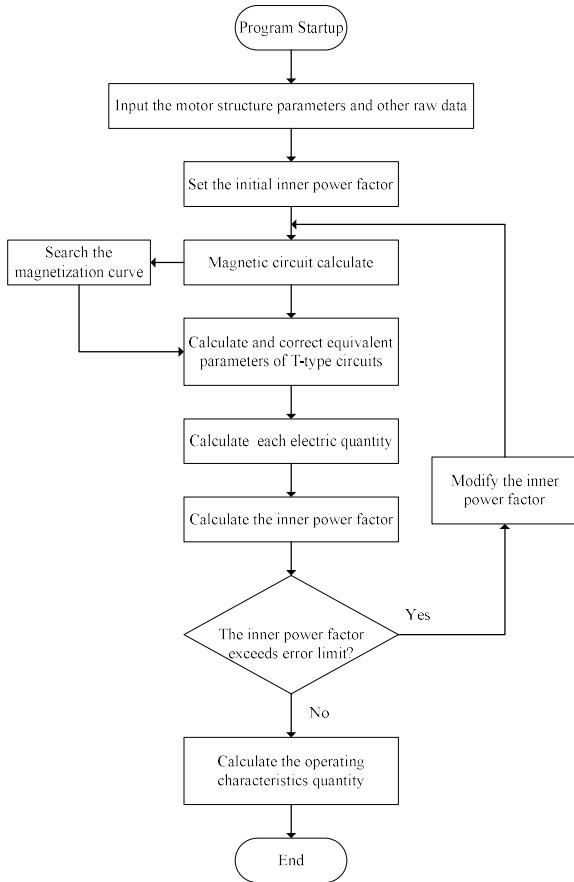 Program Startup
Input the motor structure parameters and other raw data
Set the initial inner power factor
Search the
magnetization curve
Magnetic circuit calculate
Calculate and correct equivalent
parameters of T-type circuits
Calculate each electric quantity
Modify the inner
power factor
Calculate the inner power factor
Yes
The inner power factor
exceeds error limit?
No
Calculate the operating
characteristics quantity
End